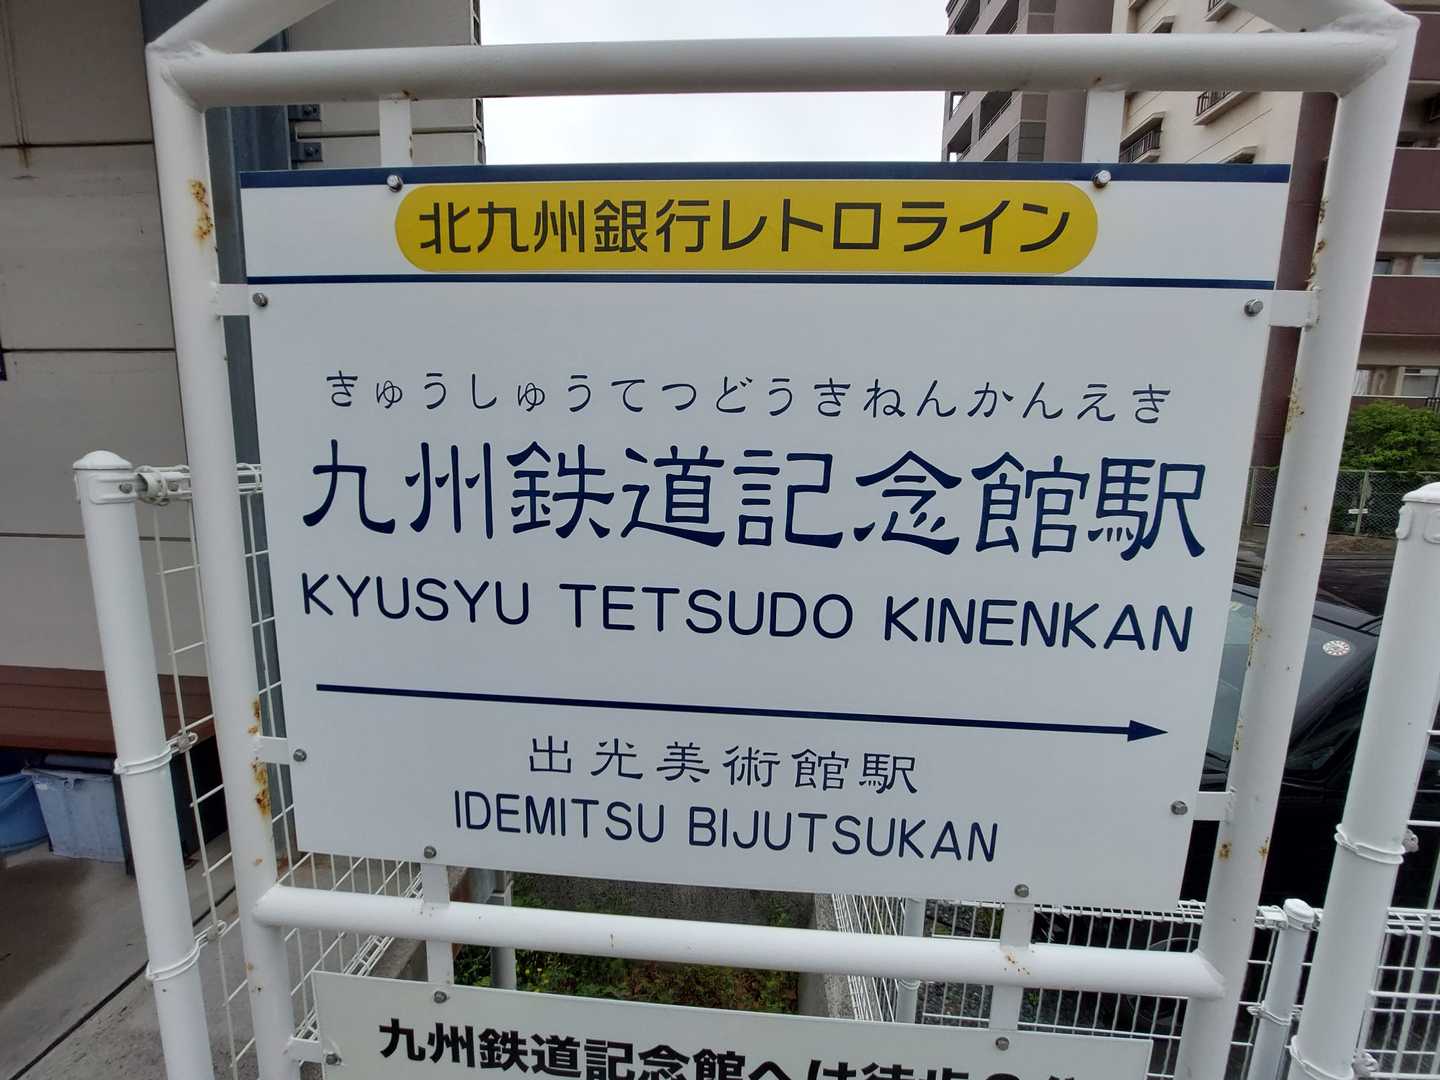 北九州銀行レトロライン
きゅうしゅうてつどうきねんかんえき
九州鉄道記念館駅
KYUSYU TETSUDO KINENKAN
出光美術館駅
IDEMITSU BIJUTSUKAN
九州鉄道記念館へは徒歩